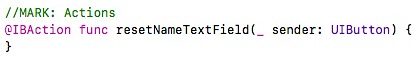 //MARK: Actions
@IBAction func resetNameTextField(_ sender: UIButton) {
}